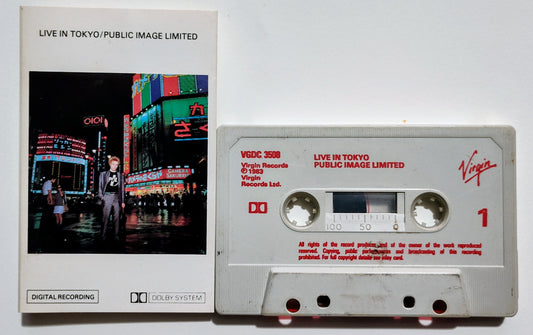 LIVE IN TOKYO/PUBLIC IMAGE LIMITED
OIOI
CAMERA
DIGITAL RECORDING
DOLBY SYSTEM
VGDC 3508
Virgin Records
℗ 1983
Virgin
Records Ltd.
LIVE IN TOKYO
PUBLIC IMAGE LIMITED
Virgin
1
100 50 0
All rights of the record producer and of the owner of the work reproduced
reserved. Copying, public performance and broadcasting of this recording
prohibited. For full copyright details see inlay card.